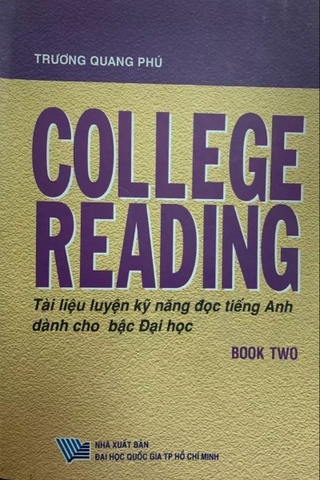 TRƯƠNG QUANG PHÚ
COLLEGE
READING
Tài liệu luyện kỹ năng đọc tiếng Anh
dành cho bậc Đại học
BOOK TWO
NHÀ XUẤT BẢN
ĐẠI HỌC QUỐC GIA TP HỒ CHÍ MINH